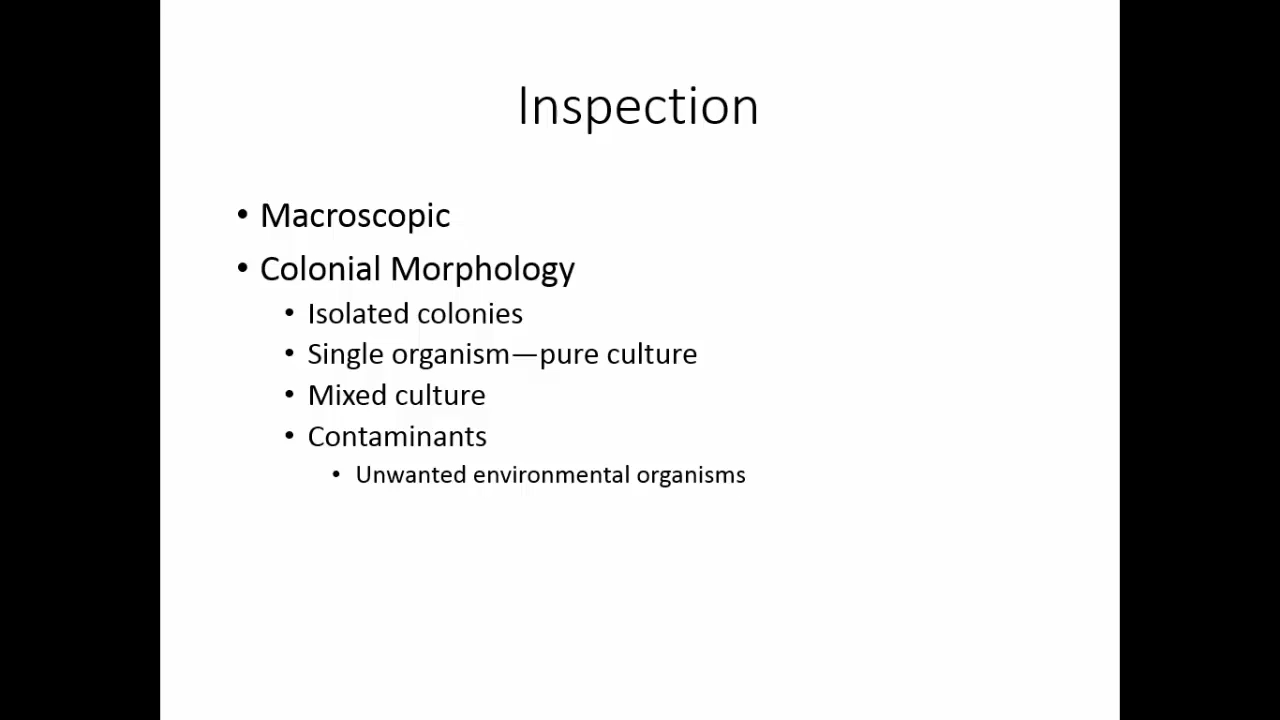 Inspection
• Macroscopic
• Colonial Morphology
• Isolated colonies
• Single organism—pure culture
• Mixed culture
• Contaminants
• Unwanted environmental organisms